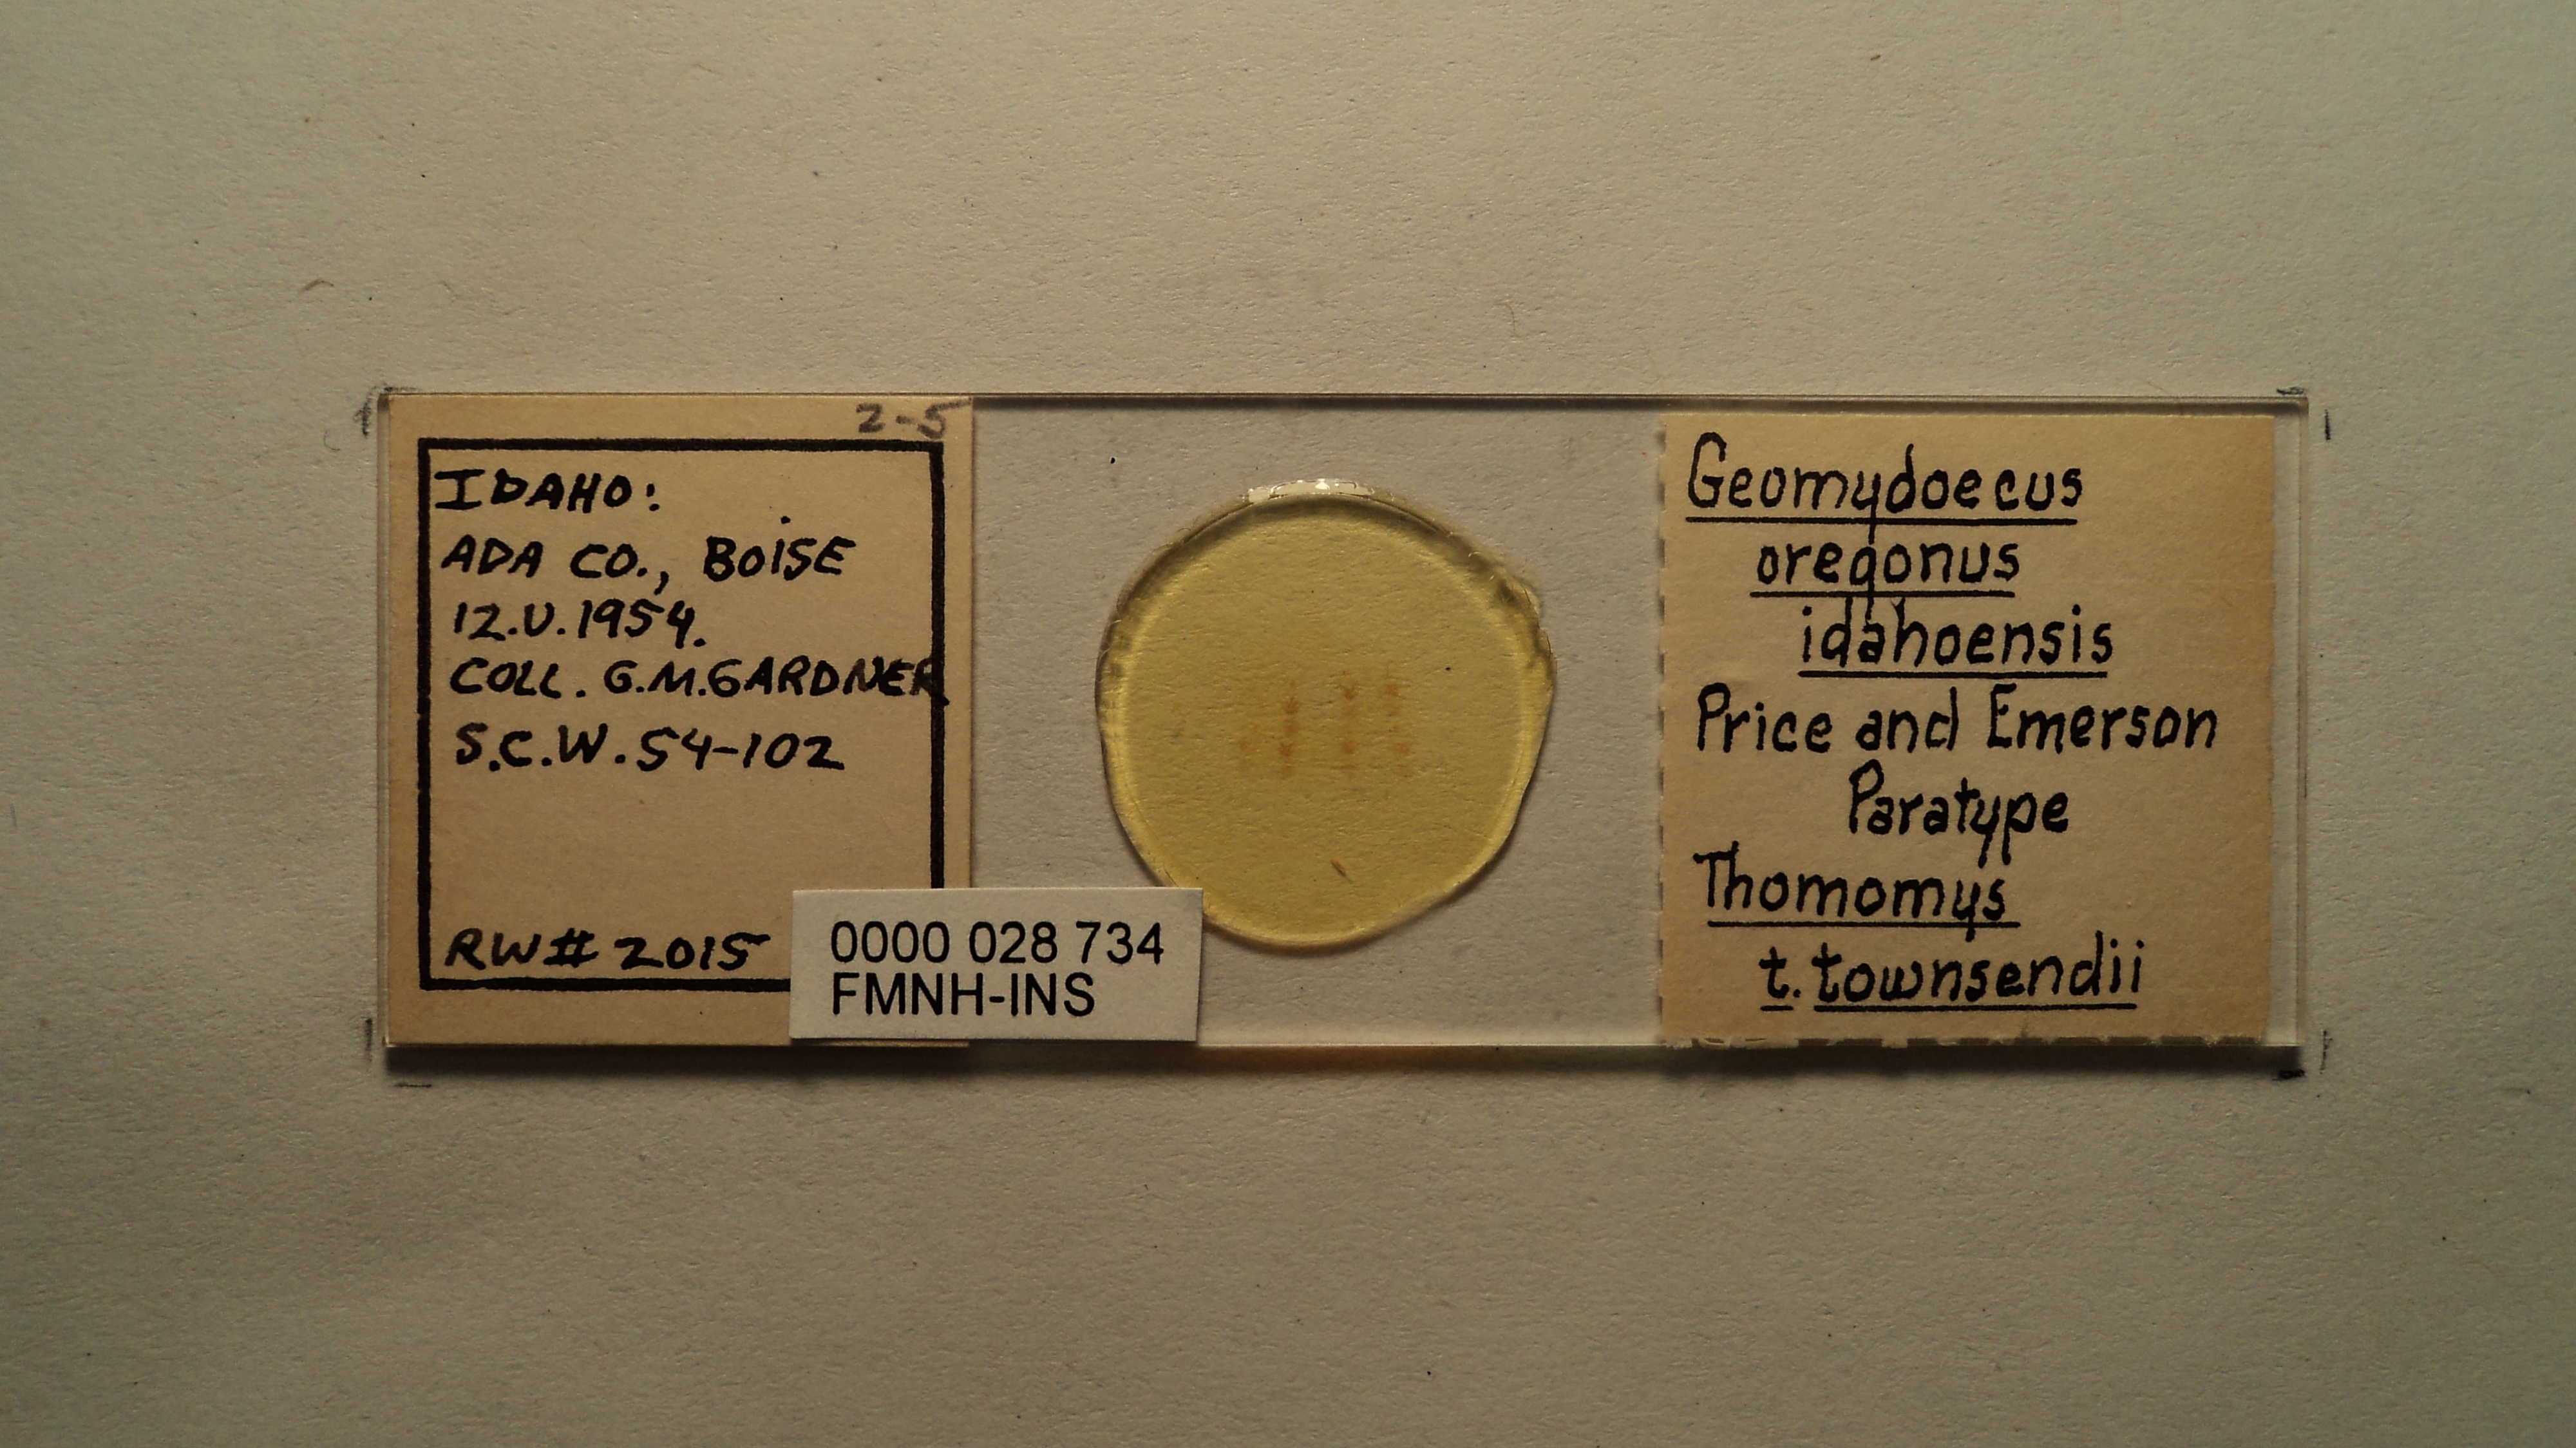 2-5
IDAHO:
ADA CO., BOISE
12.V.1954.
COLL. G.M.GARDNER
S.C.W. 54-102
RW# 2015
0000 028 734
FMNH-INS
Geomydoecus
oregonus
idahoensis
Price and Emerson
Paratype
Thomomys
t. townsendii